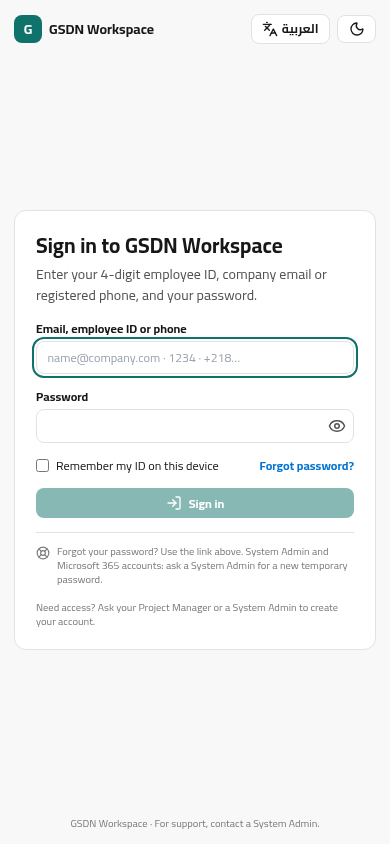 G GSDN Workspace العربية
Sign in to GSDN Workspace
Enter your 4-digit employee ID, company email or
registered phone, and your password.
Email, employee ID or phone
name@company.com · 1234 · +218...
Password
Remember my ID on this device Forgot password?
Sign in
Forgot your password? Use the link above. System Admin and
Microsoft 365 accounts: ask a System Admin for a new temporary
password.
Need access? Ask your Project Manager or a System Admin to create
your account.
GSDN Workspace · For support, contact a System Admin.